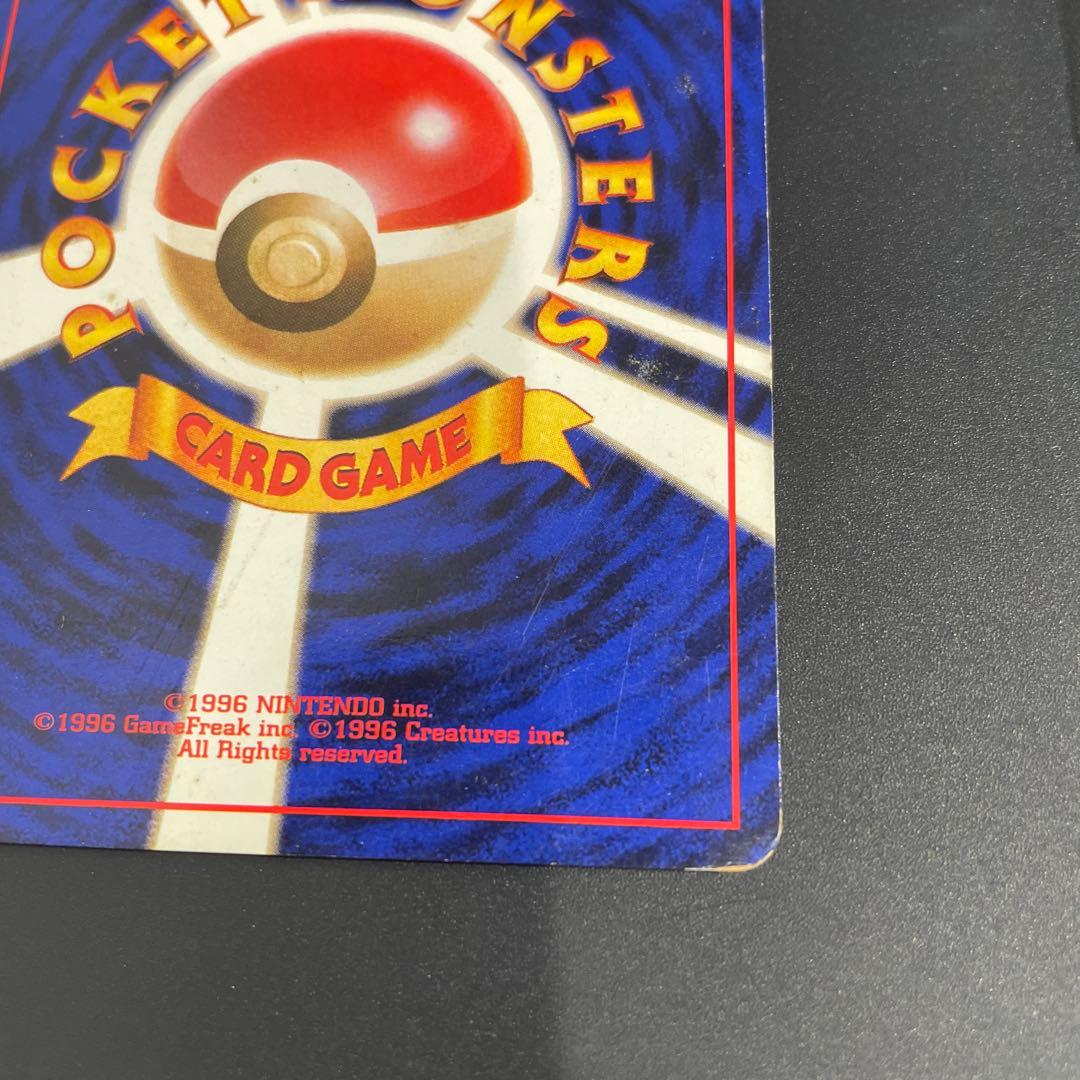 POCKET MONSTERS
CARD GAME
©1996 NINTENDO inc.
©1996 GameFreak inc. ©1996 Creatures inc.
All Rights reserved.